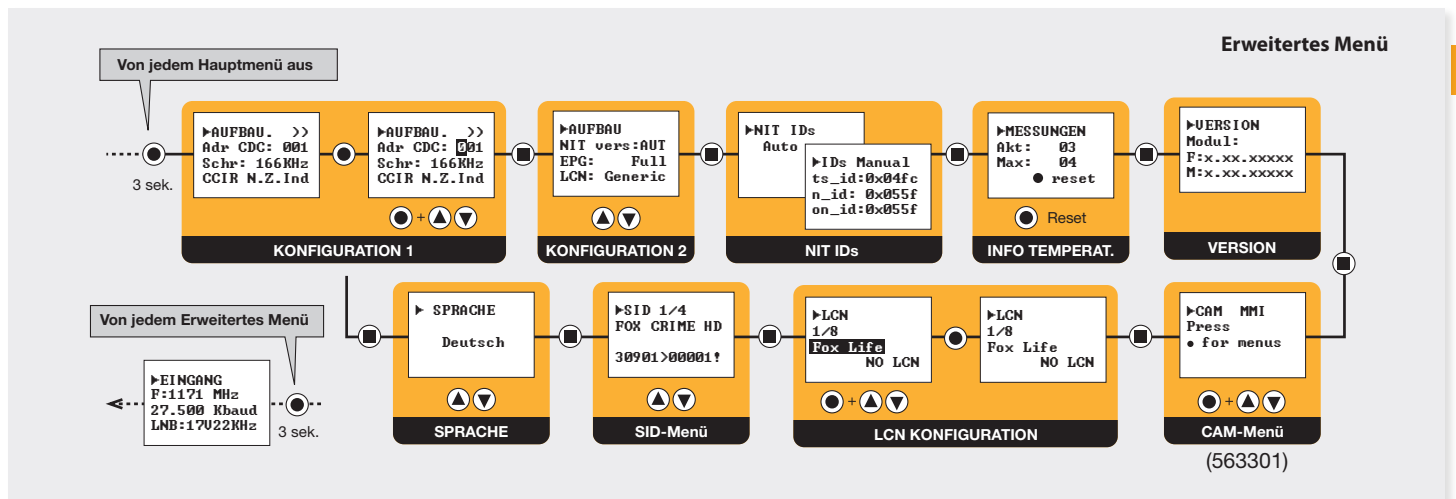 Erweitertes Menü
Von jedem Hauptmenü aus
3 sek.
▶AUFBAU. ❭❭
Adr CDC: 001
Schr: 166KHz
CCIR N.Z.Ind
▶AUFBAU. ❭❭
Adr CDC: 001
Schr: 166KHz
CCIR N.Z.Ind
+
KONFIGURATION 1
▶AUFBAU
NIT vers:AUT
EPG: Full
LCN: Generic
KONFIGURATION 2
▶NIT IDs
Auto
▶IDs Manual
ts_id:0x04fc
n_id: 0x055f
on_id:0x055f
NIT IDs
▶MESSUNGEN
Akt: 03
Max: 04
● reset
Reset
INFO TEMPERAT.
▶VERSION
Modul:
F:x.xx.xxxxx
M:x.xx.xxxxx
VERSION
Von jedem Erweitertes Menü
▶EINGANG
F:1171 MHz
27.500 Kbaud
LNB:17V22KHz
3 sek.
▶ SPRACHE
Deutsch
SPRACHE
▶SID 1/4
FOX CRIME HD
30901>00001!
SID-Menü
▶LCN
1/8
Fox Life
NO LCN
+
▶LCN
1/8
Fox Life
NO LCN
LCN KONFIGURATION
▶CAM MMI
Press
● for menus
+
CAM-Menü
(563301)